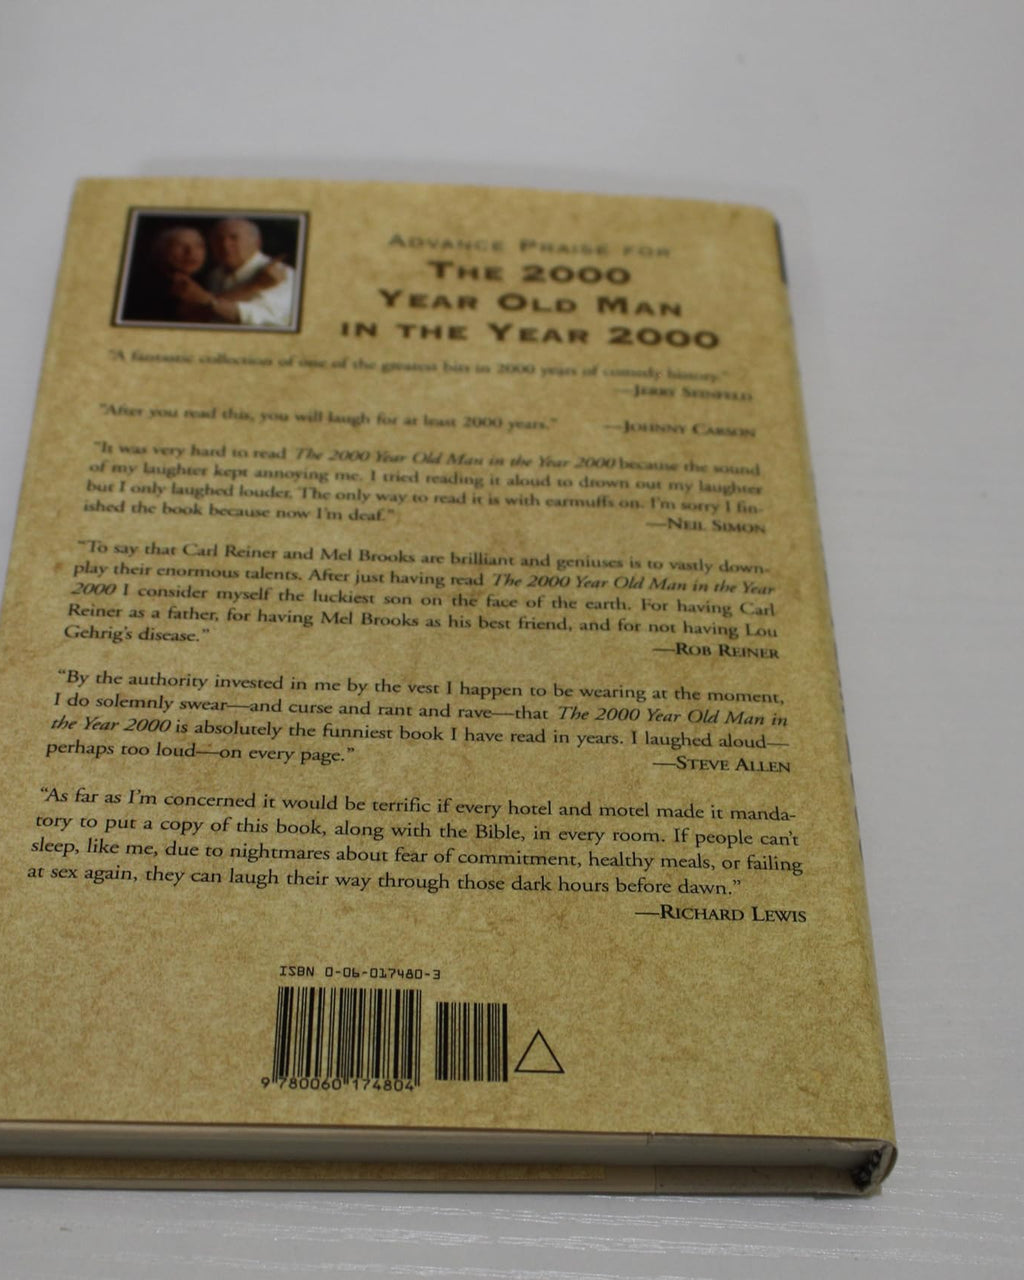 ADVANCE PRAISE FOR
THE 2000
YEAR OLD MAN
IN THE YEAR 2000
"A fantastic collection of one of the greatest bits in 2000 years of comedy history."
—JERRY SEINFELD
"After you read this, you will laugh for at least 2000 years." —JOHNNY CARSON
"It was very hard to read The 2000 Year Old Man in the Year 2000 because the sound
of my laughter kept annoying me. I tried reading it aloud to drown out my laughter
but I only laughed louder. The only way to read it is with earmuffs on. I'm sorry I fin-
ished the book because now I'm deaf."
—NEIL SIMON
"To say that Carl Reiner and Mel Brooks are brilliant and geniuses is to vastly down-
play their enormous talents. After just having read The 2000 Year Old Man in the Year
2000 I consider myself the luckiest son on the face of the earth. For having Carl
Reiner as a father, for having Mel Brooks as his best friend, and for not having Lou
Gehrig's disease."
—ROB REINER
"By the authority invested in me by the vest I happen to be wearing at the moment,
I do solemnly swear—and curse and rant and rave—that The 2000 Year Old Man in
the Year 2000 is absolutely the funniest book I have read in years. I laughed aloud—
perhaps too loud—on every page."
—STEVE ALLEN
"As far as I'm concerned it would be terrific if every hotel and motel made it manda-
tory to put a copy of this book, along with the Bible, in every room. If people can't
sleep, like me, due to nightmares about fear of commitment, healthy meals, or failing
at sex again, they can laugh their way through those dark hours before dawn."
—RICHARD LEWIS
ISBN 0-06-017480-3
9 780060 174804